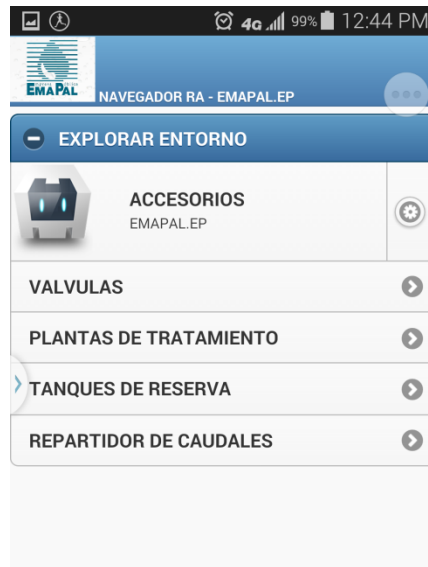 4G 99% 12:44 PM
EMAPAL
NAVEGADOR RA - EMAPAL.EP
EXPLORAR ENTORNO
ACCESORIOS
EMAPAL.EP
VALVULAS
PLANTAS DE TRATAMIENTO
TANQUES DE RESERVA
REPARTIDOR DE CAUDALES